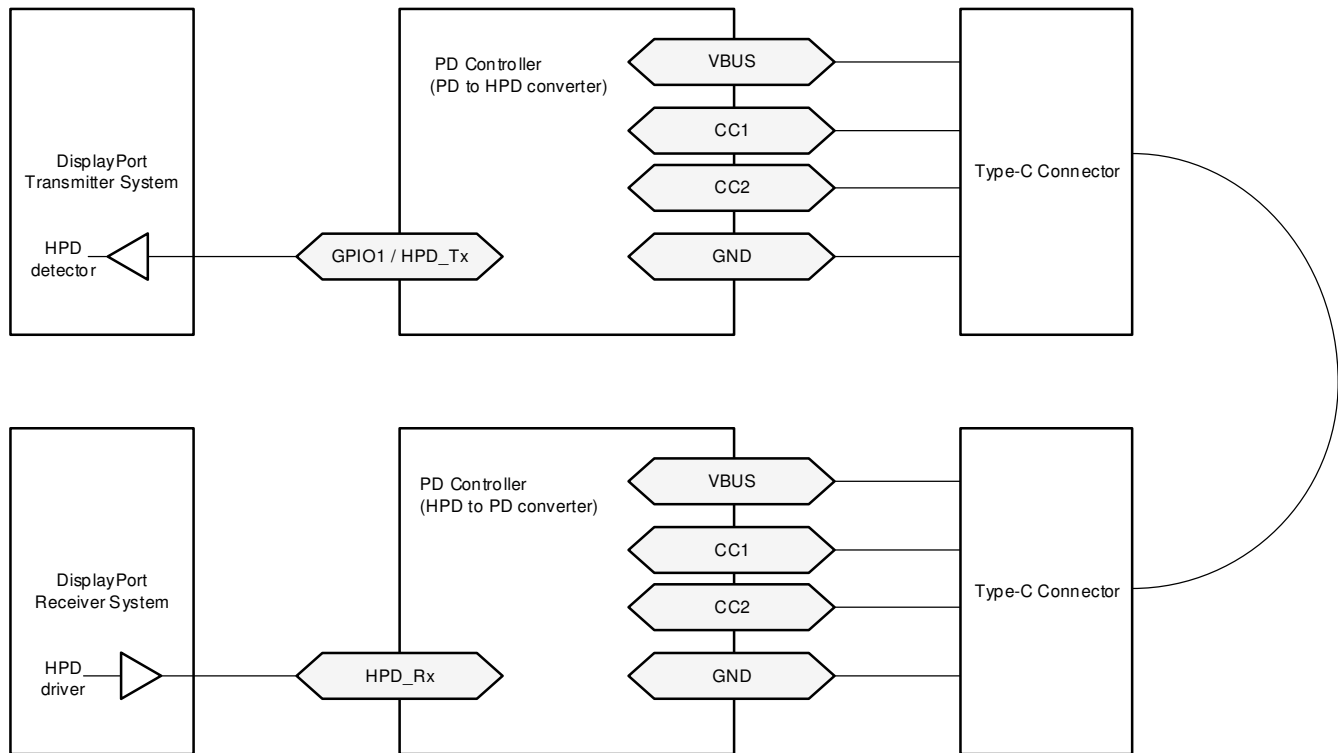 PD Controller
(PD to HPD converter)
VBUS
CC1
CC2
GND
DisplayPort
Transmitter System
HPD
detector
GPIO1 / HPD_Tx
Type-C Connector
PD Controller
(HPD to PD converter)
VBUS
CC1
CC2
GND
DisplayPort
Receiver System
HPD
driver
HPD_Rx
Type-C Connector